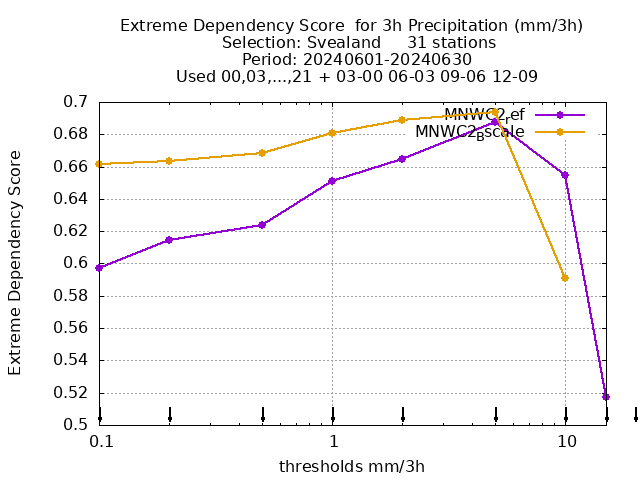 Extreme Dependency Score  for 3h Precipitation (mm/3h)
Selection: Svealand     31 stations
Period: 20240601-20240630
Used 00,03,...,21 + 03-00 06-03 09-06 12-09
MNWC2_ref
MNWC2_Bscale
Extreme Dependency Score
0.7
0.68
0.66
0.64
0.62
0.6
0.58
0.56
0.54
0.52
0.5
0.1
1
10
thresholds mm/3h